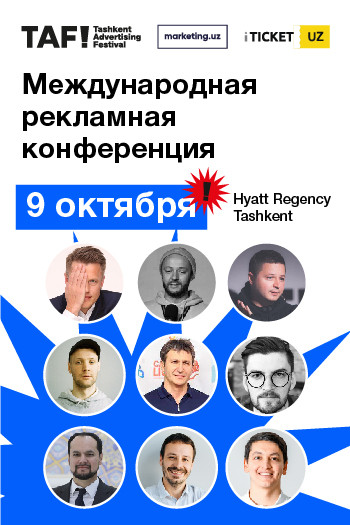 TAF!
Tashkent
Advertising
Festival
marketing.uz
iTICKET UZ
Международная
рекламная
конференция
9 октября!
Hyatt Regency
Tashkent